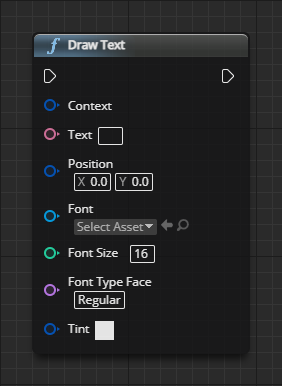 f Draw Text
Context
Text
Position
X 0.0 Y 0.0
Font
Select Asset
Font Size 16
Font Type Face
Regular
Tint